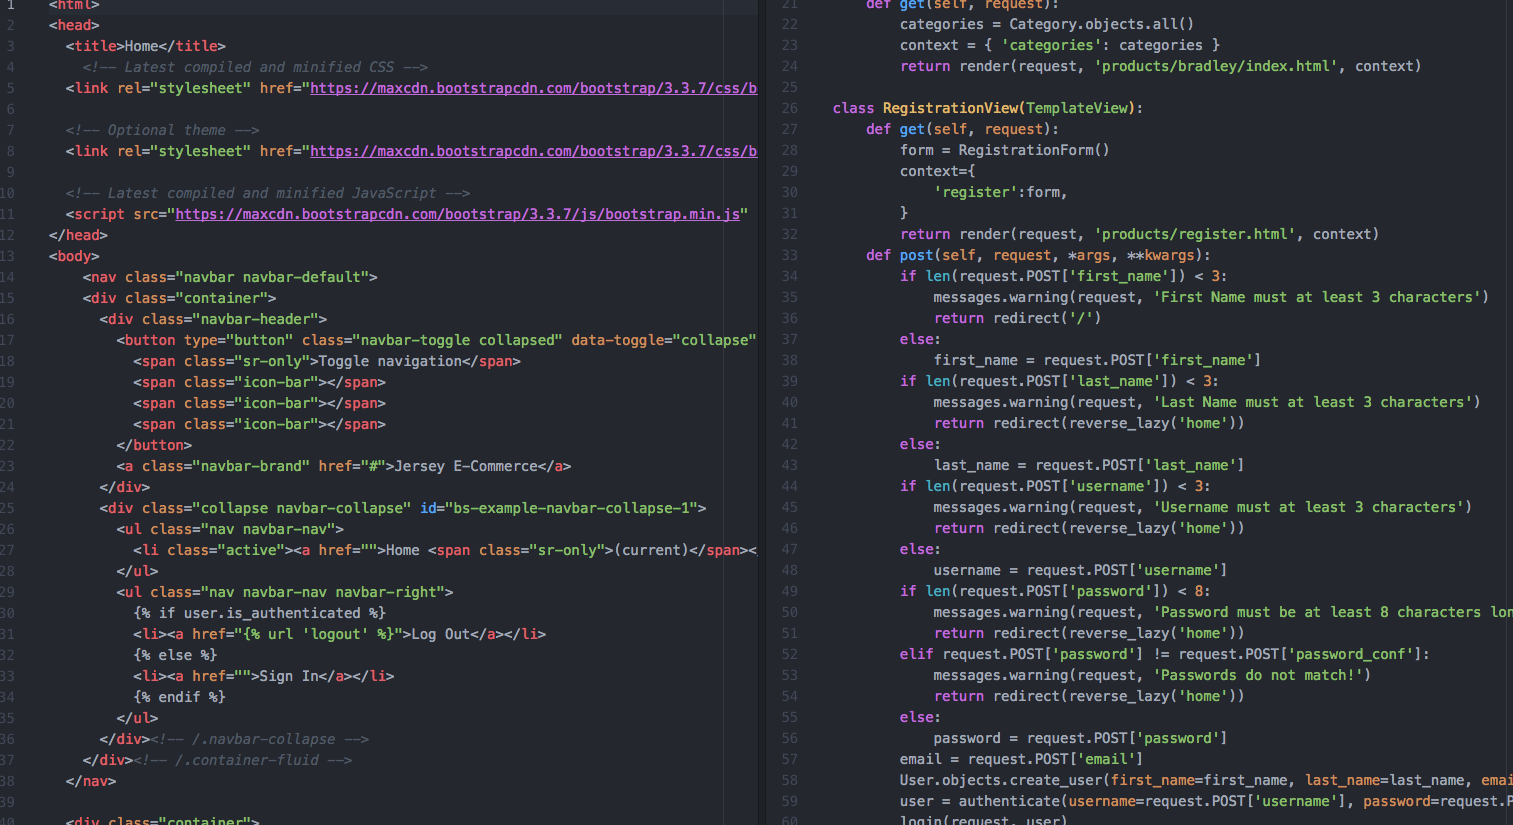 1 <html>
2 <head>
3 <title>Home</title>
4 <!-- Latest compiled and minified CSS -->
5 <link rel="stylesheet" href="https://maxcdn.bootstrapcdn.com/bootstrap/3.3.7/css/b
6
7 <!-- Optional theme -->
8 <link rel="stylesheet" href="https://maxcdn.bootstrapcdn.com/bootstrap/3.3.7/css/b
9
10 <!-- Latest compiled and minified JavaScript -->
11 <script src="https://maxcdn.bootstrapcdn.com/bootstrap/3.3.7/js/bootstrap.min.js"
12 </head>
13 <body>
14 <nav class="navbar navbar-default">
15 <div class="container">
16 <div class="navbar-header">
17 <button type="button" class="navbar-toggle collapsed" data-toggle="collapse"
18 <span class="sr-only">Toggle navigation</span>
19 <span class="icon-bar"></span>
20 <span class="icon-bar"></span>
21 <span class="icon-bar"></span>
22 </button>
23 <a class="navbar-brand" href="#">Jersey E-Commerce</a>
24 </div>
25 <div class="collapse navbar-collapse" id="bs-example-navbar-collapse-1">
26 <ul class="nav navbar-nav">
27 <li class="active"><a href="">Home <span class="sr-only">(current)</span><
28 </ul>
29 <ul class="nav navbar-nav navbar-right">
30 {% if user.is_authenticated %}
31 <li><a href="{% url 'logout' %}">Log Out</a></li>
32 {% else %}
33 <li><a href="">Sign In</a></li>
34 {% endif %}
35 </ul>
36 </div><!-- /.navbar-collapse -->
37 </div><!-- /.container-fluid -->
38 </nav>
39
40 <div class="container">
21 def get(self, request):
22 categories = Category.objects.all()
23 context = { 'categories': categories }
24 return render(request, 'products/bradley/index.html', context)
25
26 class RegistrationView(TemplateView):
27 def get(self, request):
28 form = RegistrationForm()
29 context={
30 'register':form,
31 }
32 return render(request, 'products/register.html', context)
33 def post(self, request, *args, **kwargs):
34 if len(request.POST['first_name']) < 3:
35 messages.warning(request, 'First Name must at least 3 characters')
36 return redirect('/')
37 else:
38 first_name = request.POST['first_name']
39 if len(request.POST['last_name']) < 3:
40 messages.warning(request, 'Last Name must at least 3 characters')
41 return redirect(reverse_lazy('home'))
42 else:
43 last_name = request.POST['last_name']
44 if len(request.POST['username']) < 3:
45 messages.warning(request, 'Username must at least 3 characters')
46 return redirect(reverse_lazy('home'))
47 else:
48 username = request.POST['username']
49 if len(request.POST['password']) < 8:
50 messages.warning(request, 'Password must be at least 8 characters lon
51 return redirect(reverse_lazy('home'))
52 elif request.POST['password'] != request.POST['password_conf']:
53 messages.warning(request, 'Passwords do not match!')
54 return redirect(reverse_lazy('home'))
55 else:
56 password = request.POST['password']
57 email = request.POST['email']
58 User.objects.create_user(first_name=first_name, last_name=last_name, emai
59 user = authenticate(username=request.POST['username'], password=request.P
60 login(request, user)